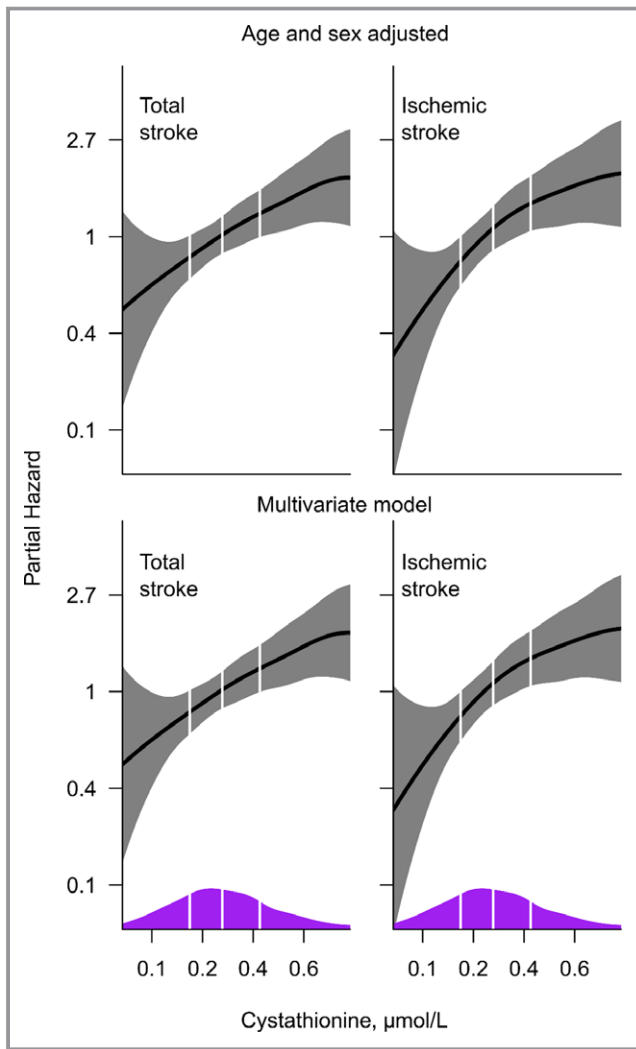 Age and sex adjusted
Total
stroke
Ischemic
stroke
2.7
1
0.4
0.1
Partial Hazard
Multivariate model
Total
stroke
Ischemic
stroke
2.7
1
0.4
0.1
0.1 0.2 0.4 0.6 0.1 0.2 0.4 0.6
Cystathionine, µmol/L